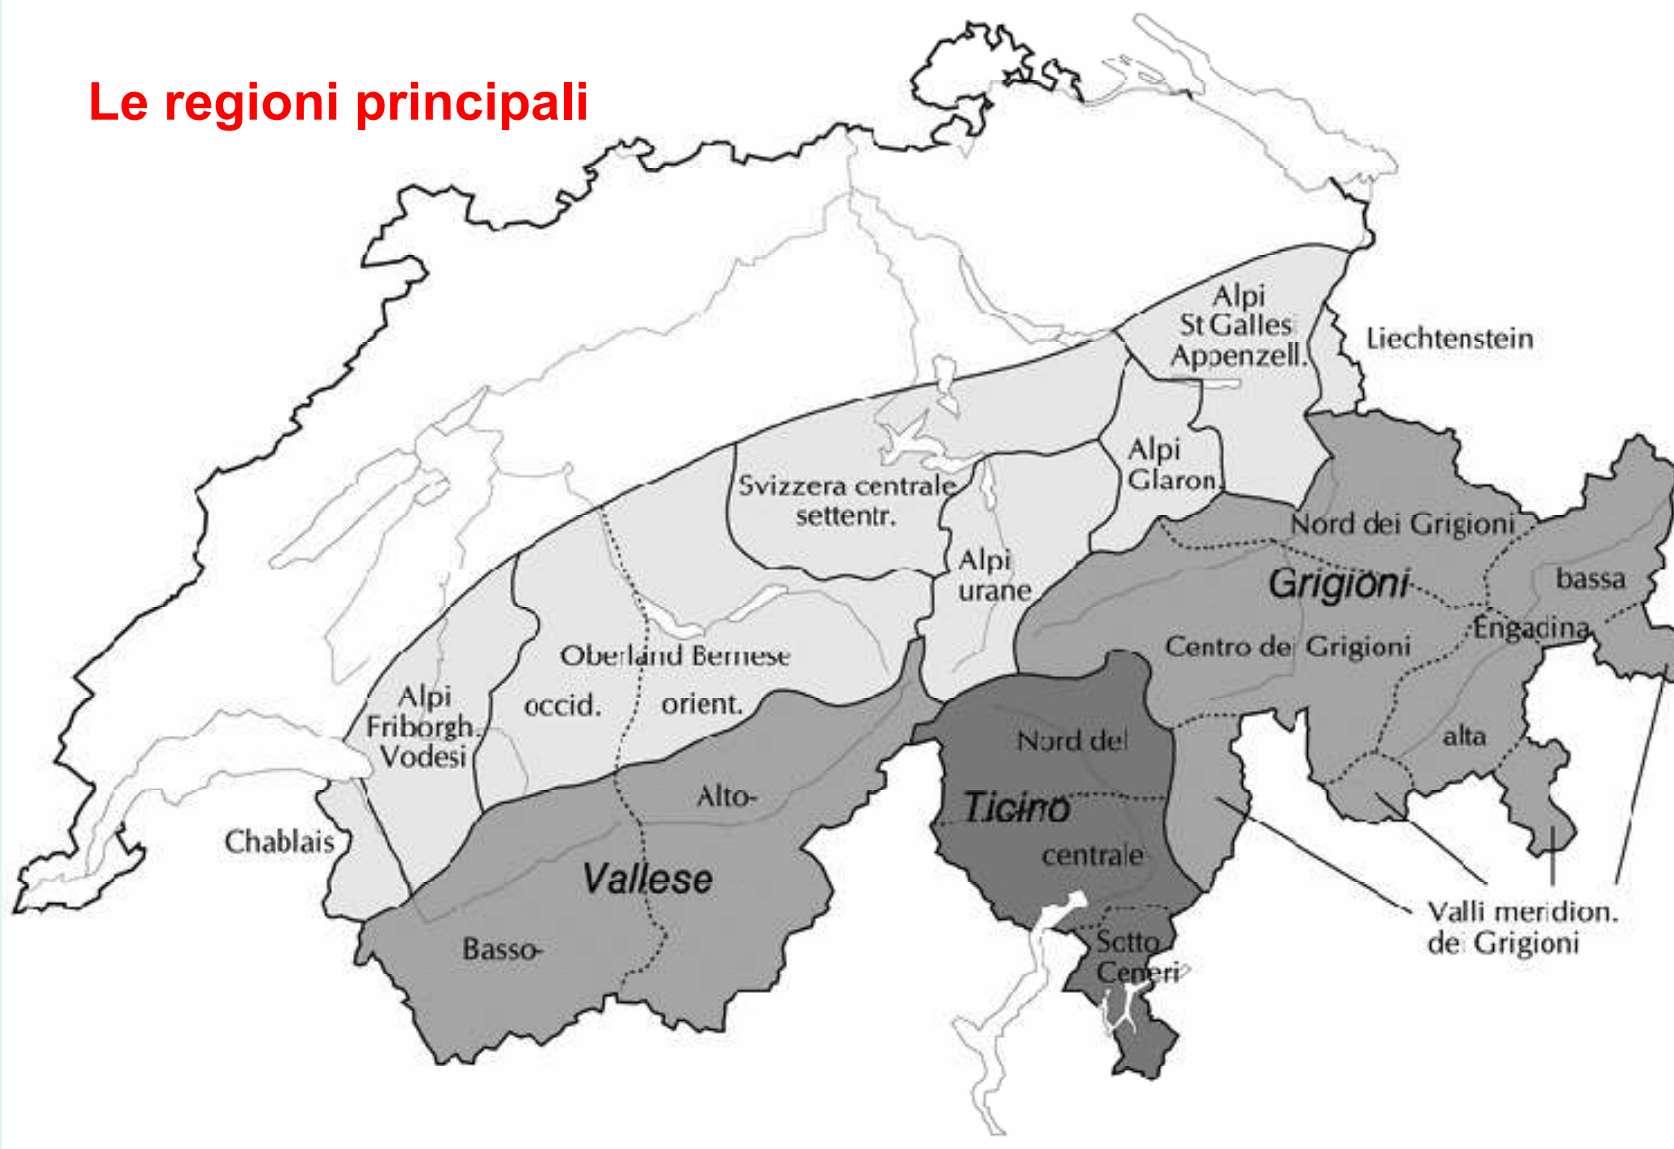 Le regioni principali
Alpi
St Galles
Appenzell.
Liechtenstein
Alpi
Glaron.
Svizzera centrale
settentr.
Alpi
urane
Nord dei Grigioni
Grigioni
bassa
Engadina
Centro dei Grigioni
alta
Oberland Bernese
occid.
orient.
Alpi
Friborgh.
Vodesi
Chablais
Alto-
Vallese
Basso-
Nord del
Ticino
centrale
Sotto
Ceneri
Valli meridion.
dei Grigioni